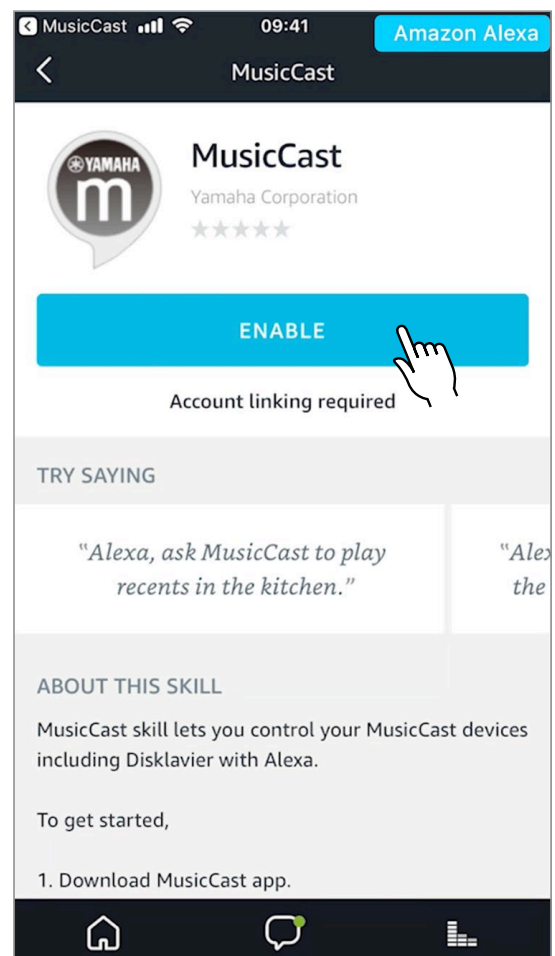 MusicCast 09:41
Amazon Alexa
MusicCast
YAMAHA
m
MusicCast
Yamaha Corporation
ENABLE
Account linking required
TRY SAYING
"Alexa, ask MusicCast to play
recents in the kitchen."
"Alex
the
ABOUT THIS SKILL
MusicCast skill lets you control your MusicCast devices
including Disklavier with Alexa.
To get started,
1. Download MusicCast app.